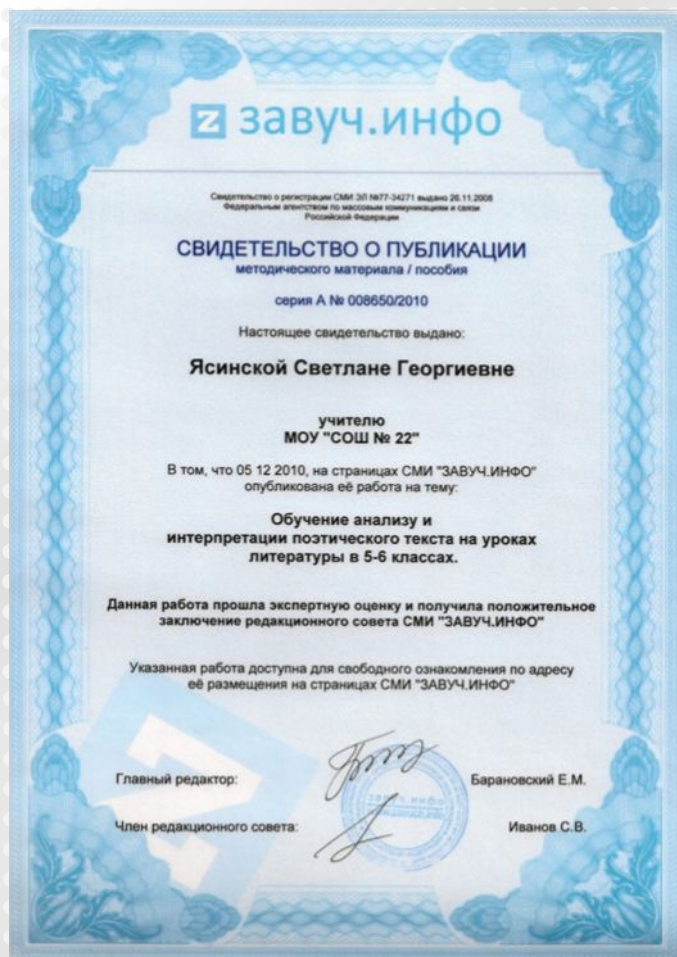 завуч.инфо
Свидетельство о регистрации СМИ ЭЛ №77-34271 выдано 26.11.2008
Федеральным агентством по массовым коммуникациям и связи
Российской Федерации
СВИДЕТЕЛЬСТВО О ПУБЛИКАЦИИ
методического материала / пособия
серия А № 008650/2010
Настоящее свидетельство выдано:
Ясинской Светлане Георгиевне
учителю
МОУ "СОШ № 22"
В том, что 05 12 2010, на страницах СМИ "ЗАВУЧ.ИНФО"
опубликована её работа на тему:
Обучение анализу и
интерпретации поэтического текста на уроках
литературы в 5-6 классах.
Данная работа прошла экспертную оценку и получила положительное
заключение редакционного совета СМИ "ЗАВУЧ.ИНФО"
Указанная работа доступна для свободного ознакомления по адресу
её размещения на страницах СМИ "ЗАВУЧ.ИНФО"
Главный редактор: Барановский Е.М.
завуч.инфо
Член редакционного совета: Иванов С.В.